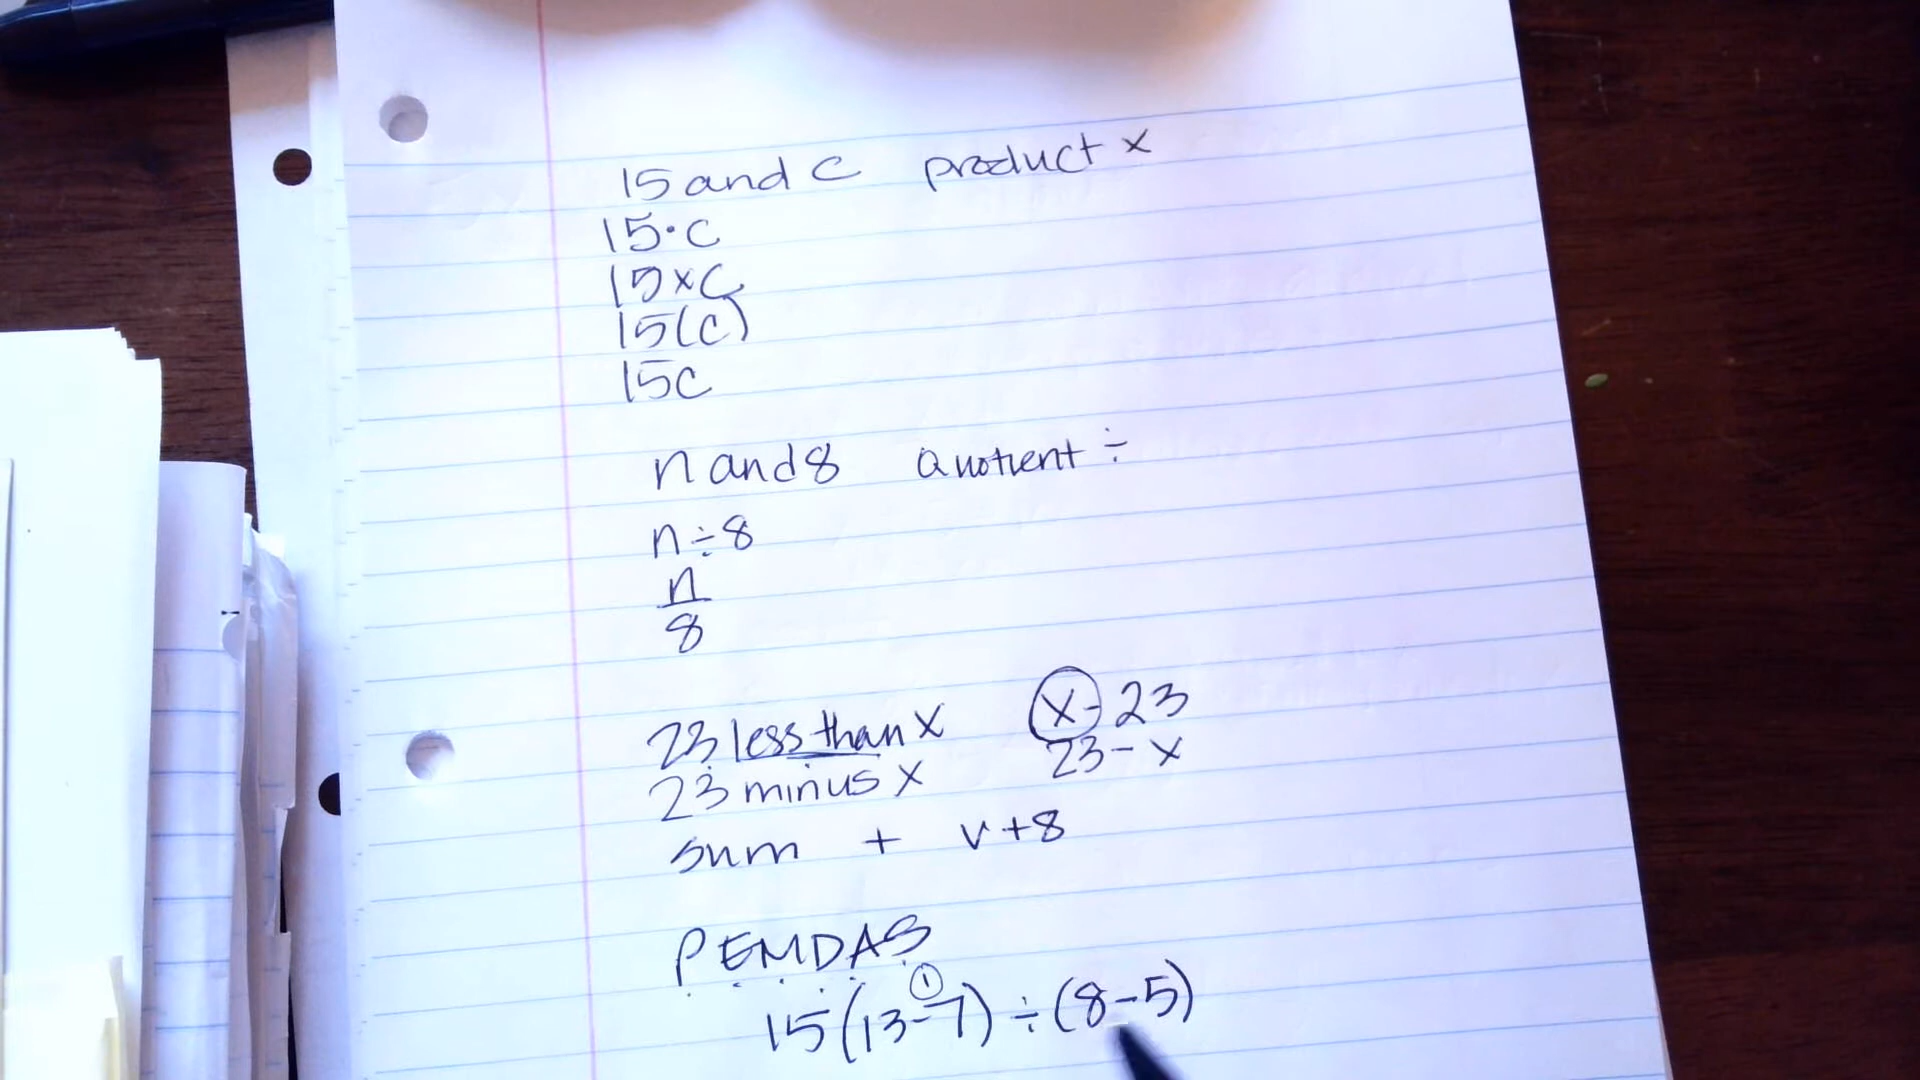 15 and c product x
15·c
15xC
15(c)
15c
n and 8 Quotient ÷
n÷8
n
8
23 less than x x-23
23 minus x 23-x
sum + v+8
PEMDAS
1
15(13-7)÷(8-5)